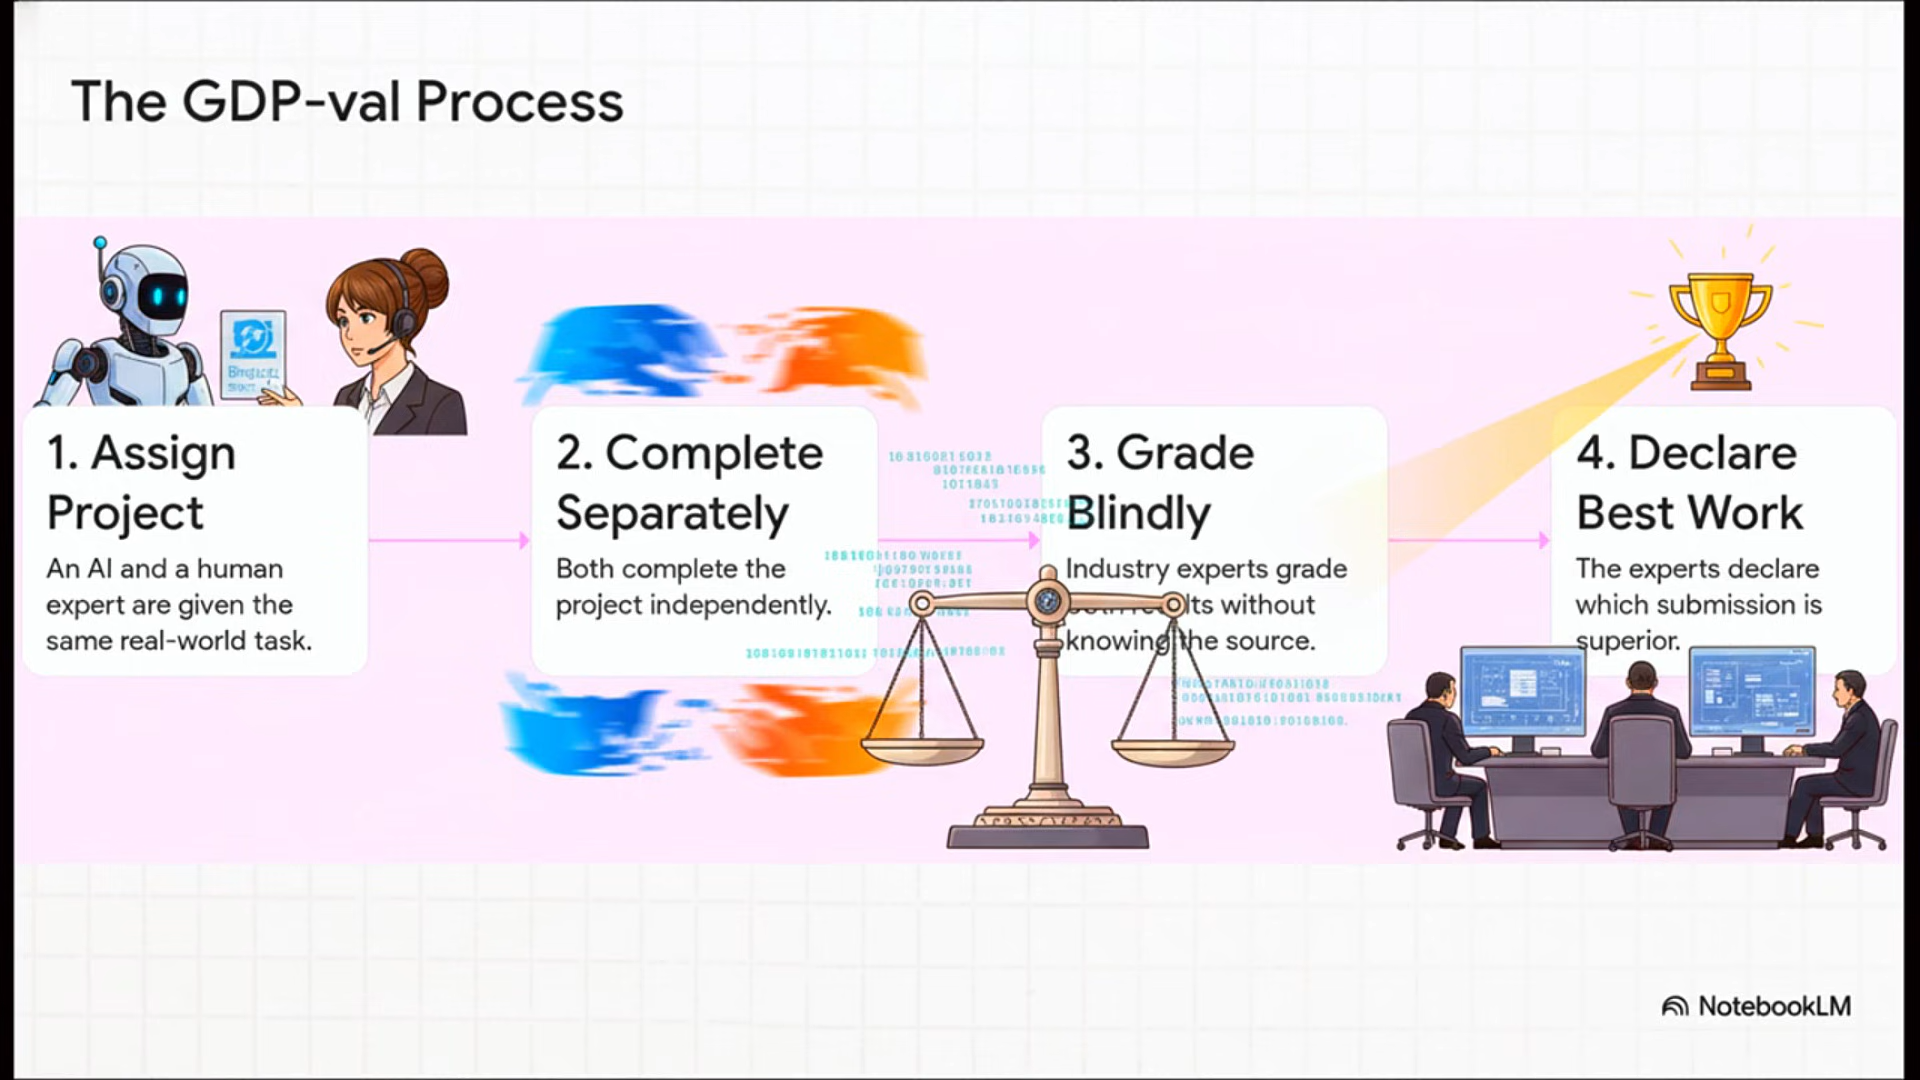 The GDP-val Process
1. Assign
Project
An AI and a human
expert are given the
same real-world task.
2. Complete
Separately
Both complete the
project independently.
3. Grade
Blindly
Industry experts grade
without
knowing the source.
4. Declare
Best Work
The experts declare
which submission is
superior.
NotebookLM